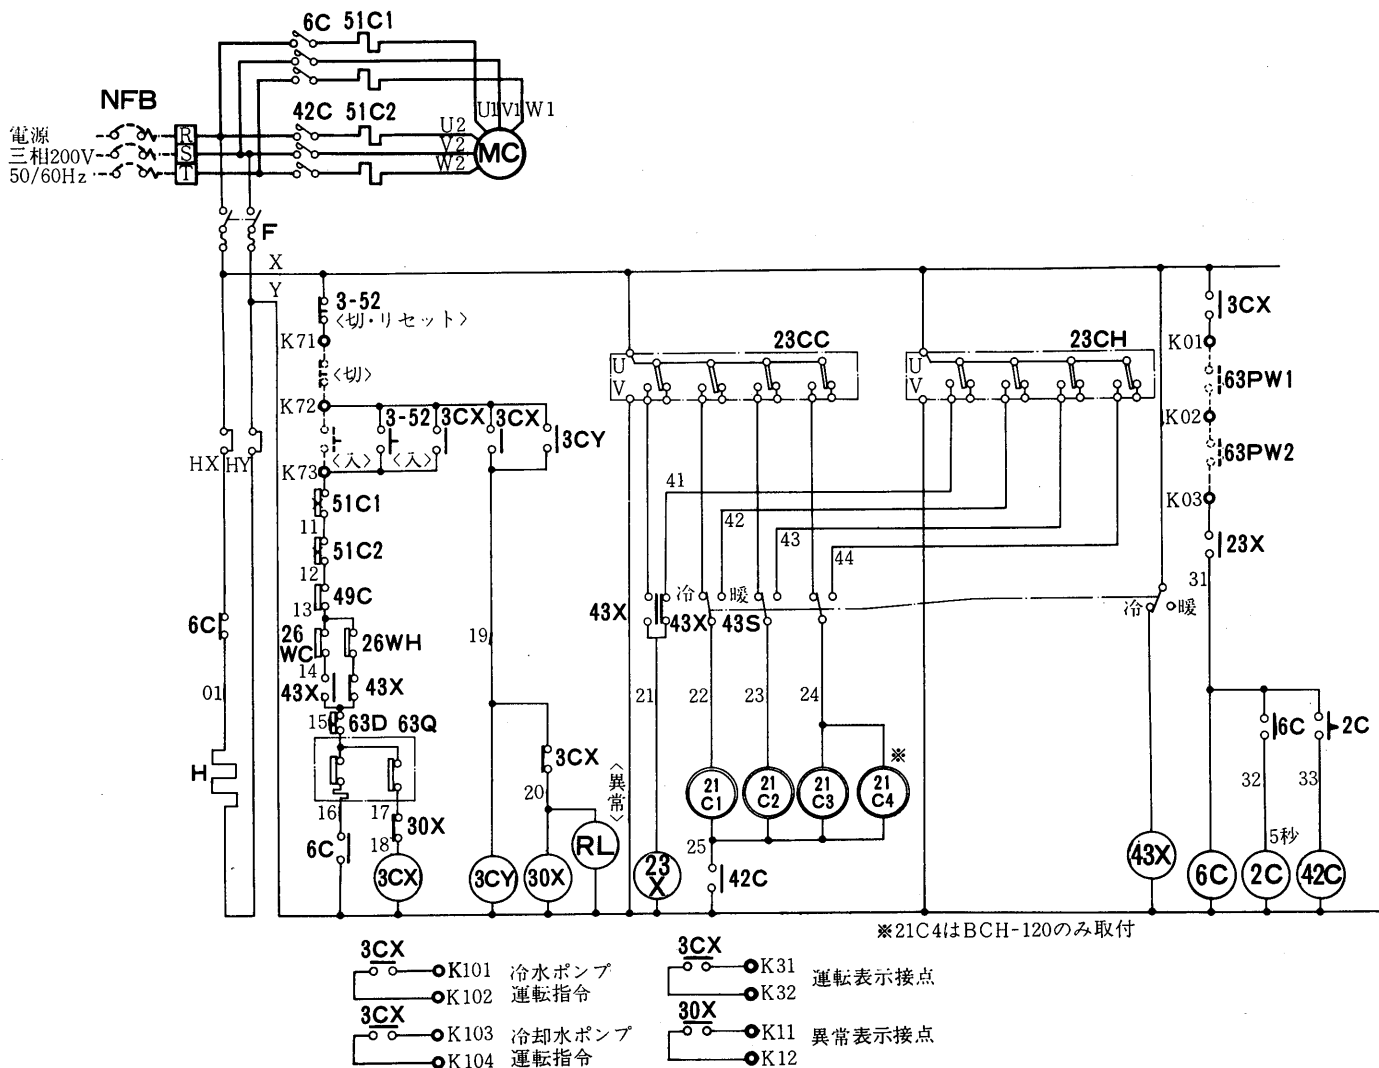 6C 51C1
NFB
電源
三相200V
50/60Hz
R
S
T
42C 51C2
U1 V1 W1
U2
V2
W2
MC
F
X
Y
3-52
〈切・リセット〉
K71
〈切〉
K72
3-52 3CX 3CX
3CY
〈入〉 〈入〉
K73
HX HY
51C1
11
51C2
12
49C
13
26
WC
26WH
14
43X 43X
15 63D 63Q
16 17
30X
18
6C
3CX
6C
01
H
19
3CX
20
〈異常〉
3CY
30X
RL
23CC
U
V
23CH
U
V
41
42
43
44
43X
冷 暖
43X 43S
21 22 23 24
※
21
C1
21
C2
21
C3
21
C4
25
42C
23
X
冷 暖
43X
3CX
K01
63PW1
K02
63PW2
K03
23X
31
6C 2C
32 33
5秒
6C 2C 42C
※21C4はBCH-120のみ取付
3CX
K101 冷水ポンプ
K102 運転指令
3CX
K103 冷却水ポンプ
K104 運転指令
3CX
K31 運転表示接点
K32
30X
K11 異常表示接点
K12